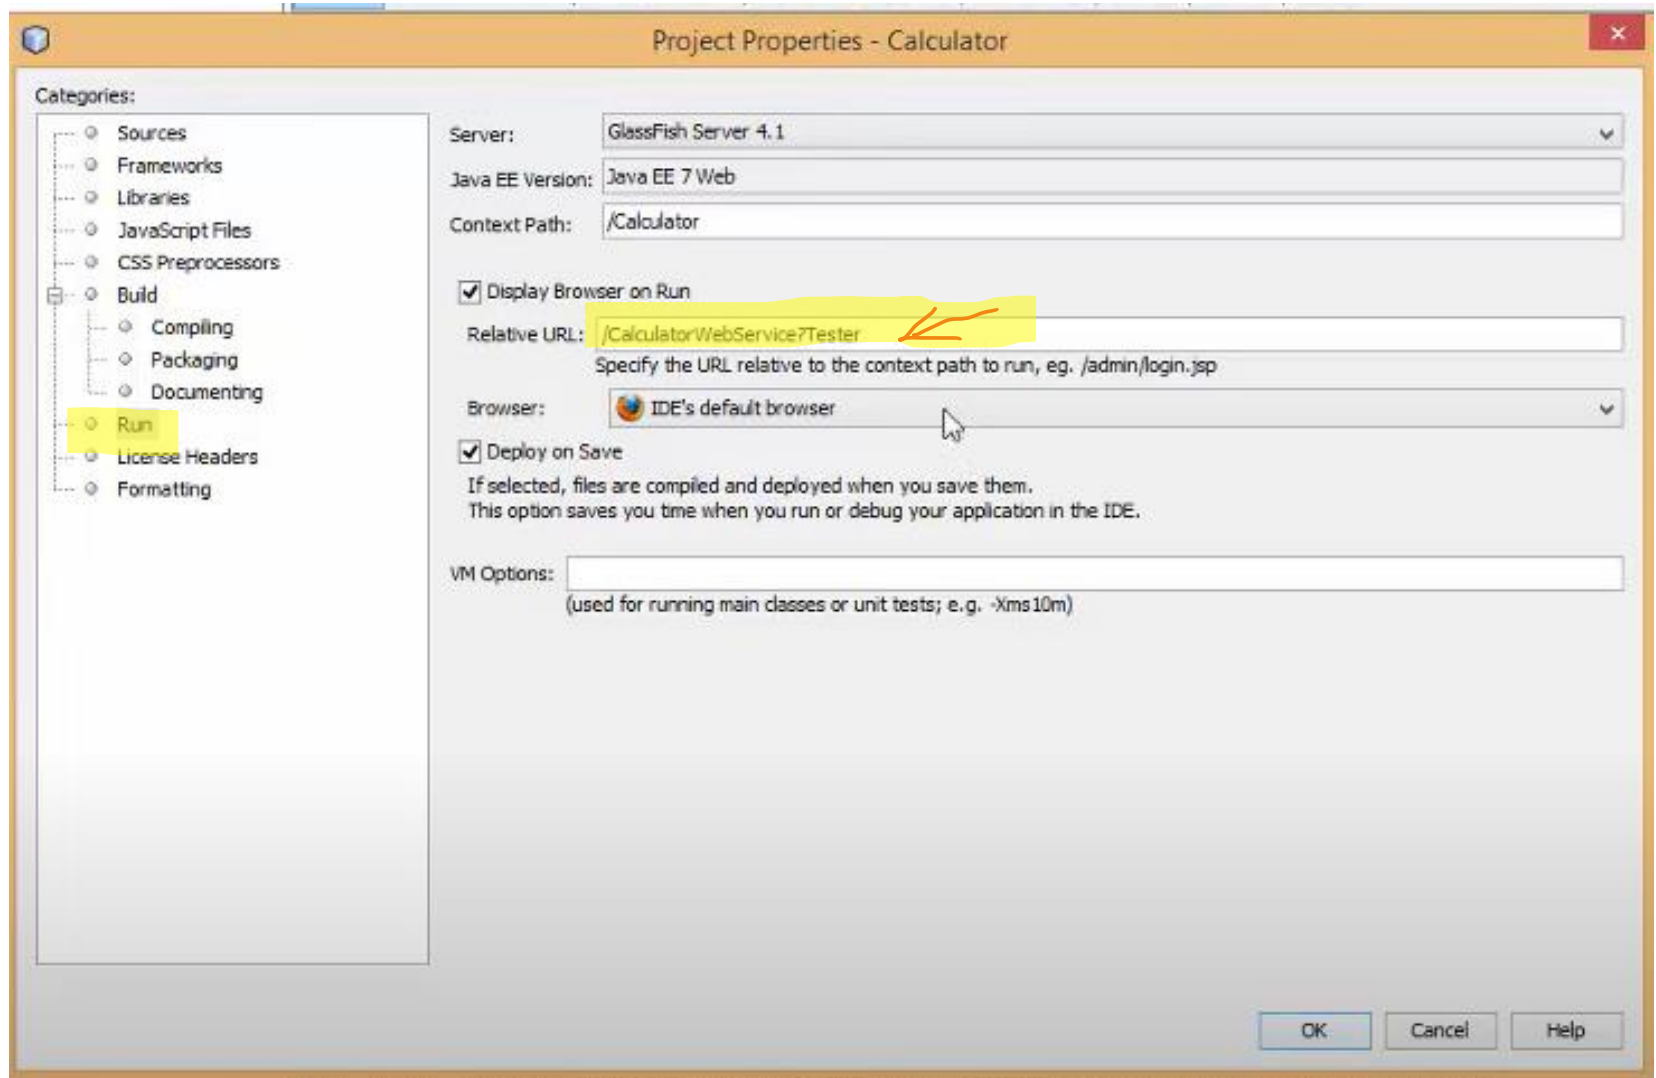 Project Properties - Calculator
Categories:
Sources
Frameworks
Libraries
JavaScript Files
CSS Preprocessors
Build
Compiling
Packaging
Documenting
Run
License Headers
Formatting
Server: GlassFish Server 4.1
Java EE Version: Java EE 7 Web
Context Path: /Calculator
Display Browser on Run
Relative URL: /CalculatorWebService?Tester
Specify the URL relative to the context path to run, eg. /admin/login.jsp
Browser: IDE's default browser
Deploy on Save
If selected, files are compiled and deployed when you save them.
This option saves you time when you run or debug your application in the IDE.
VM Options:
(used for running main classes or unit tests; e.g. -Xms10m)
OK Cancel Help